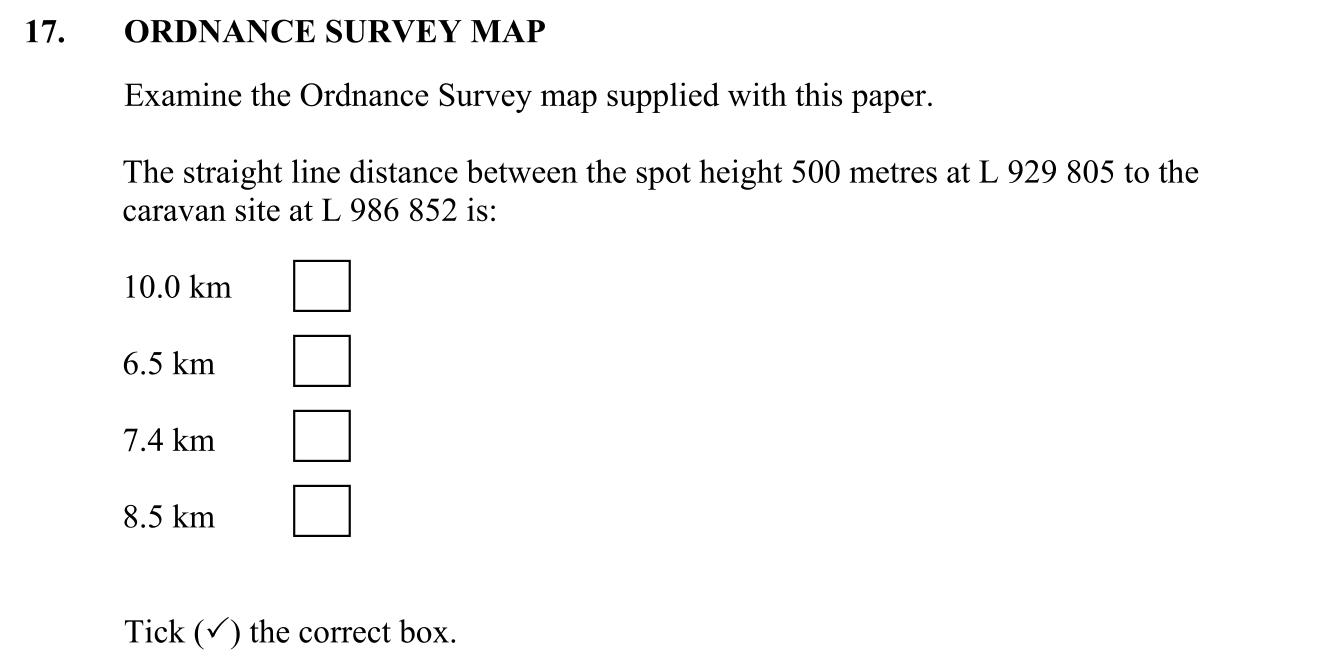 17. ORDNANCE SURVEY MAP
Examine the Ordnance Survey map supplied with this paper.
The straight line distance between the spot height 500 metres at L 929 805 to the
caravan site at L 986 852 is:
10.0 km
6.5 km
7.4 km
8.5 km
Tick (✓) the correct box.